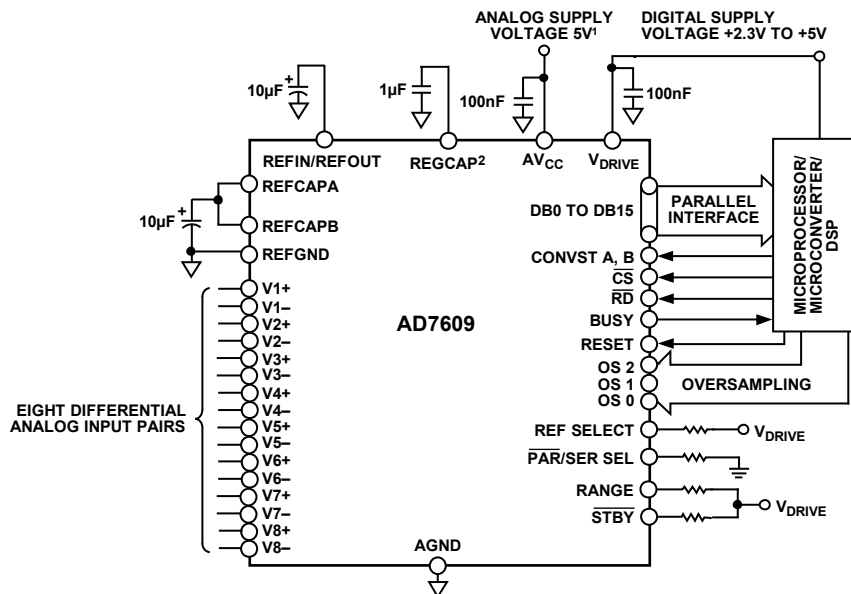 ANALOG SUPPLY
VOLTAGE 5V¹
DIGITAL SUPPLY
VOLTAGE +2.3V TO +5V
10µF
+
1µF
100nF
100nF
REFIN/REFOUT
REGCAP²
AVCC
VDRIVE
REFCAPA
10µF
+
REFCAPB
REFGND
DB0 TO DB15
PARALLEL
INTERFACE
MICROPROCESSOR/
MICROCONVERTER/
DSP
CONVST A, B
CS
RD
BUSY
RESET
OS 2
OS 1
OS 0
OVERSAMPLING
AD7609
EIGHT DIFFERENTIAL
ANALOG INPUT PAIRS
V1+
V1–
V2+
V2–
V3+
V3–
V4+
V4–
V5+
V5–
V6+
V6–
V7+
V7–
V8+
V8–
REF SELECT
VDRIVE
PAR/SER SEL
RANGE
STBY
VDRIVE
AGND